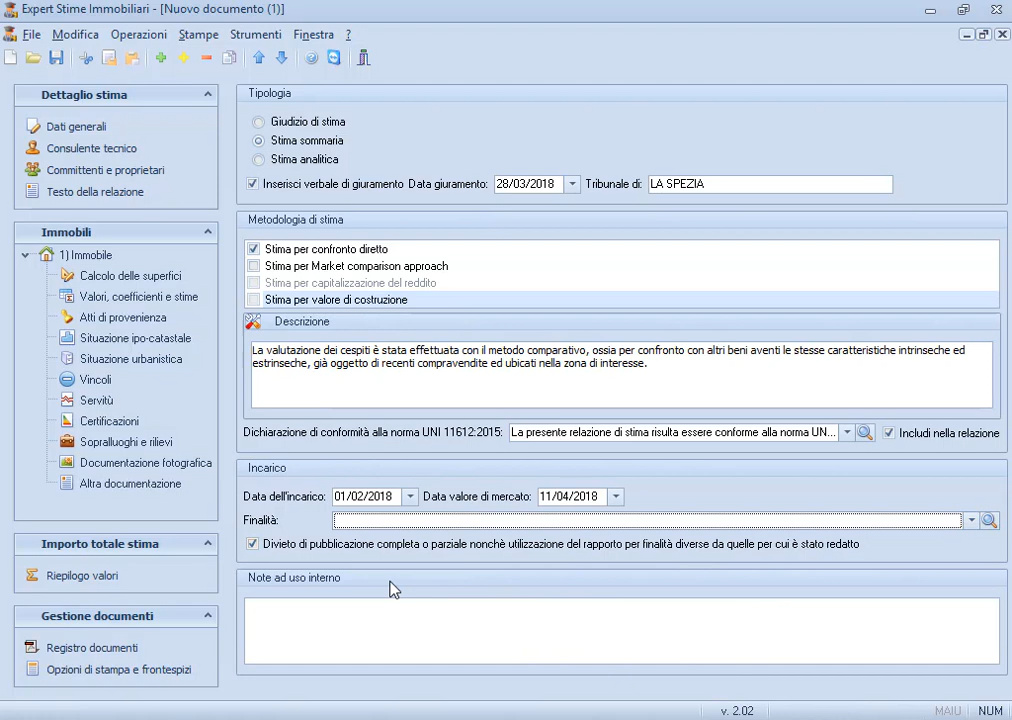 Expert Stime Immobiliari - [Nuovo documento (1)]
File Modifica Operazioni Stampe Strumenti Finestra ?
Dettaglio stima
Dati generali
Consulente tecnico
Committenti e proprietari
Testo della relazione
Immobili
1) Immobile
Calcolo delle superfici
Valori, coefficienti e stime
Atti di provenienza
Situazione ipo-catastale
Situazione urbanistica
Vincoli
Servitù
Certificazioni
Sopralluoghi e rilievi
Documentazione fotografica
Altra documentazione
Importo totale stima
Riepilogo valori
Gestione documenti
Registro documenti
Opzioni di stampa e frontespizi
Tipologia
Giudizio di stima
Stima sommaria
Stima analitica
Inserisci verbale di giuramento Data giuramento: 28/03/2018 Tribunale di: LA SPEZIA
Metodologia di stima
Stima per confronto diretto
Stima per Market comparison approach
Stima per capitalizzazione del reddito
Stima per valore di costruzione
Descrizione
La valutazione dei cespiti è stata effettuata con il metodo comparativo, ossia per confronto con altri beni aventi le stesse caratteristiche intrinseche ed
estrinseche, già oggetto di recenti compravendite ed ubicati nella zona di interesse.
Dichiarazione di conformità alla norma UNI 11612:2015: La presente relazione di stima risulta essere conforme alla norma UN... Includi nella relazione
Incarico
Data dell'incarico: 01/02/2018 Data valore di mercato: 11/04/2018
Finalità:
Divieto di pubblicazione completa o parziale nonchè utilizzazione del rapporto per finalità diverse da quelle per cui è stato redatto
Note ad uso interno
v. 2.02 MAIU NUM